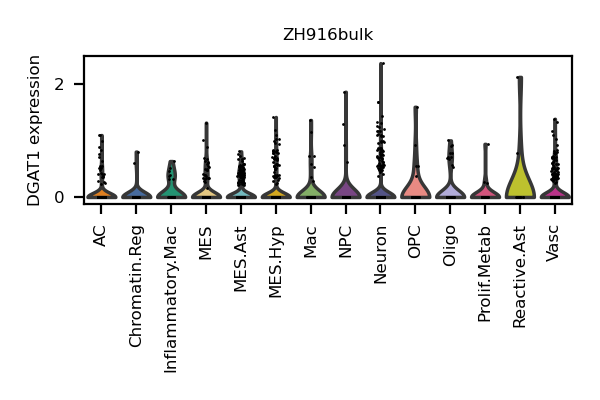 ZH916bulk
DGAT1 expression
2
0
AC
Chromatin.Reg
Inflammatory.Mac
MES
MES.Ast
MES.Hyp
Mac
NPC
Neuron
OPC
Oligo
Prolif.Metab
Reactive.Ast
Vasc